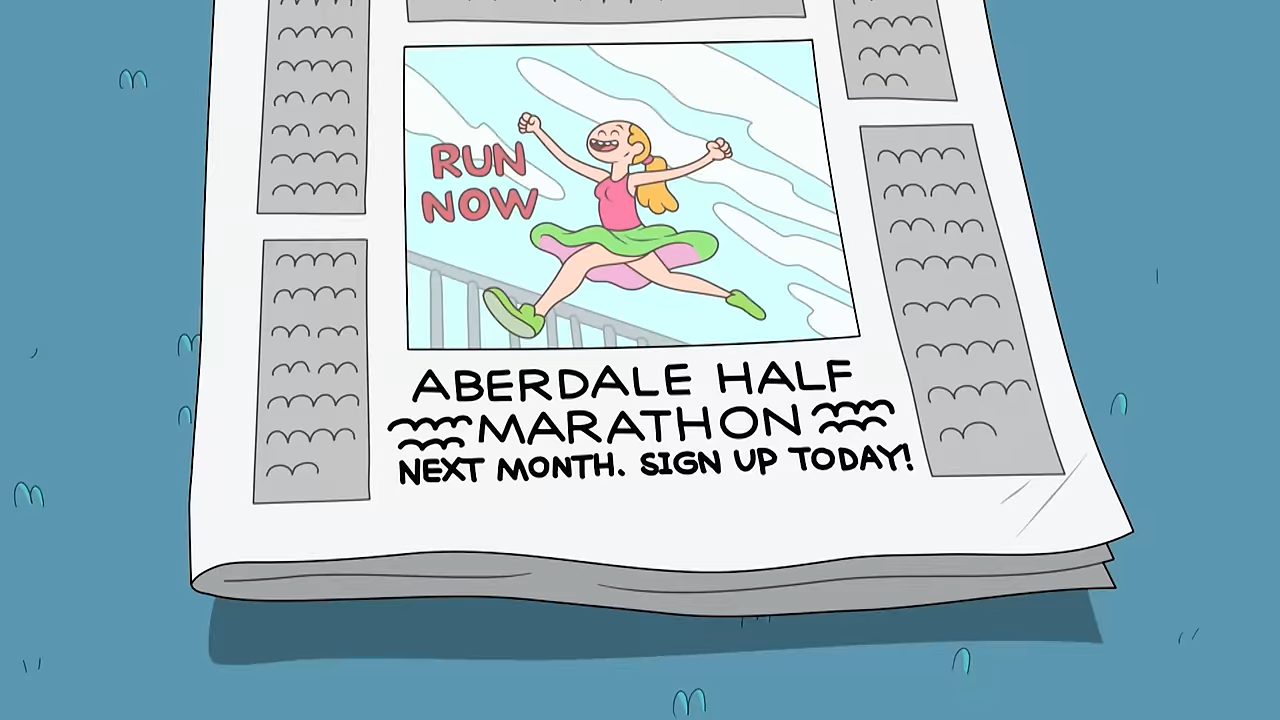 RUN
NOW
ABERDALE HALF
MARATHON
NEXT MONTH. SIGN UP TODAY!